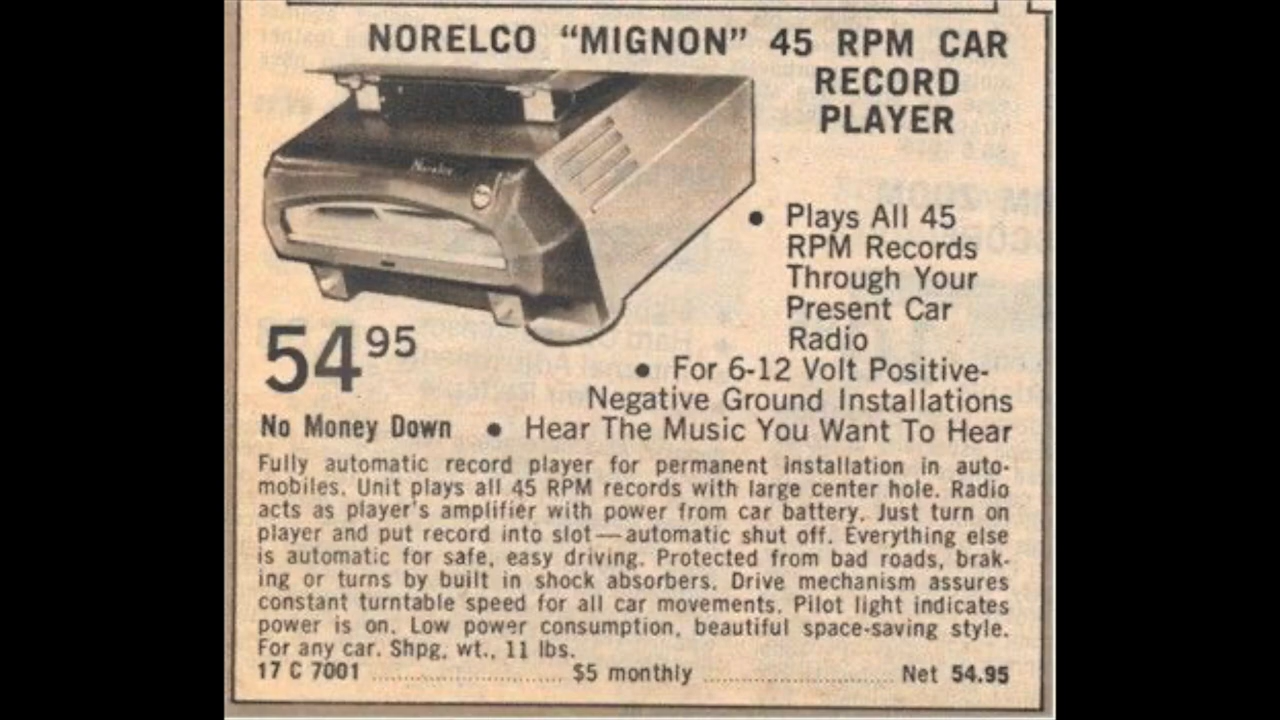 NORELCO “MIGNON” 45 RPM CAR
RECORD
PLAYER
Norelco
• Plays All 45
RPM Records
Through Your
Present Car
Radio
• For 6-12 Volt Positive-
Negative Ground Installations
• Hear The Music You Want To Hear
54 95
No Money Down
Fully automatic record player for permanent installation in auto-
mobiles. Unit plays all 45 RPM records with large center hole. Radio
acts as player's amplifier with power from car battery. Just turn on
player and put record into slot—automatic shut off. Everything else
is automatic for safe, easy driving. Protected from bad roads, brak-
ing or turns by built in shock absorbers. Drive mechanism assures
constant turntable speed for all car movements. Pilot light indicates
power is on. Low power consumption, beautiful space-saving style.
For any car. Shpg. wt., 11 lbs.
17 C 7001 ........................ $5 monthly ........................ Net 54.95